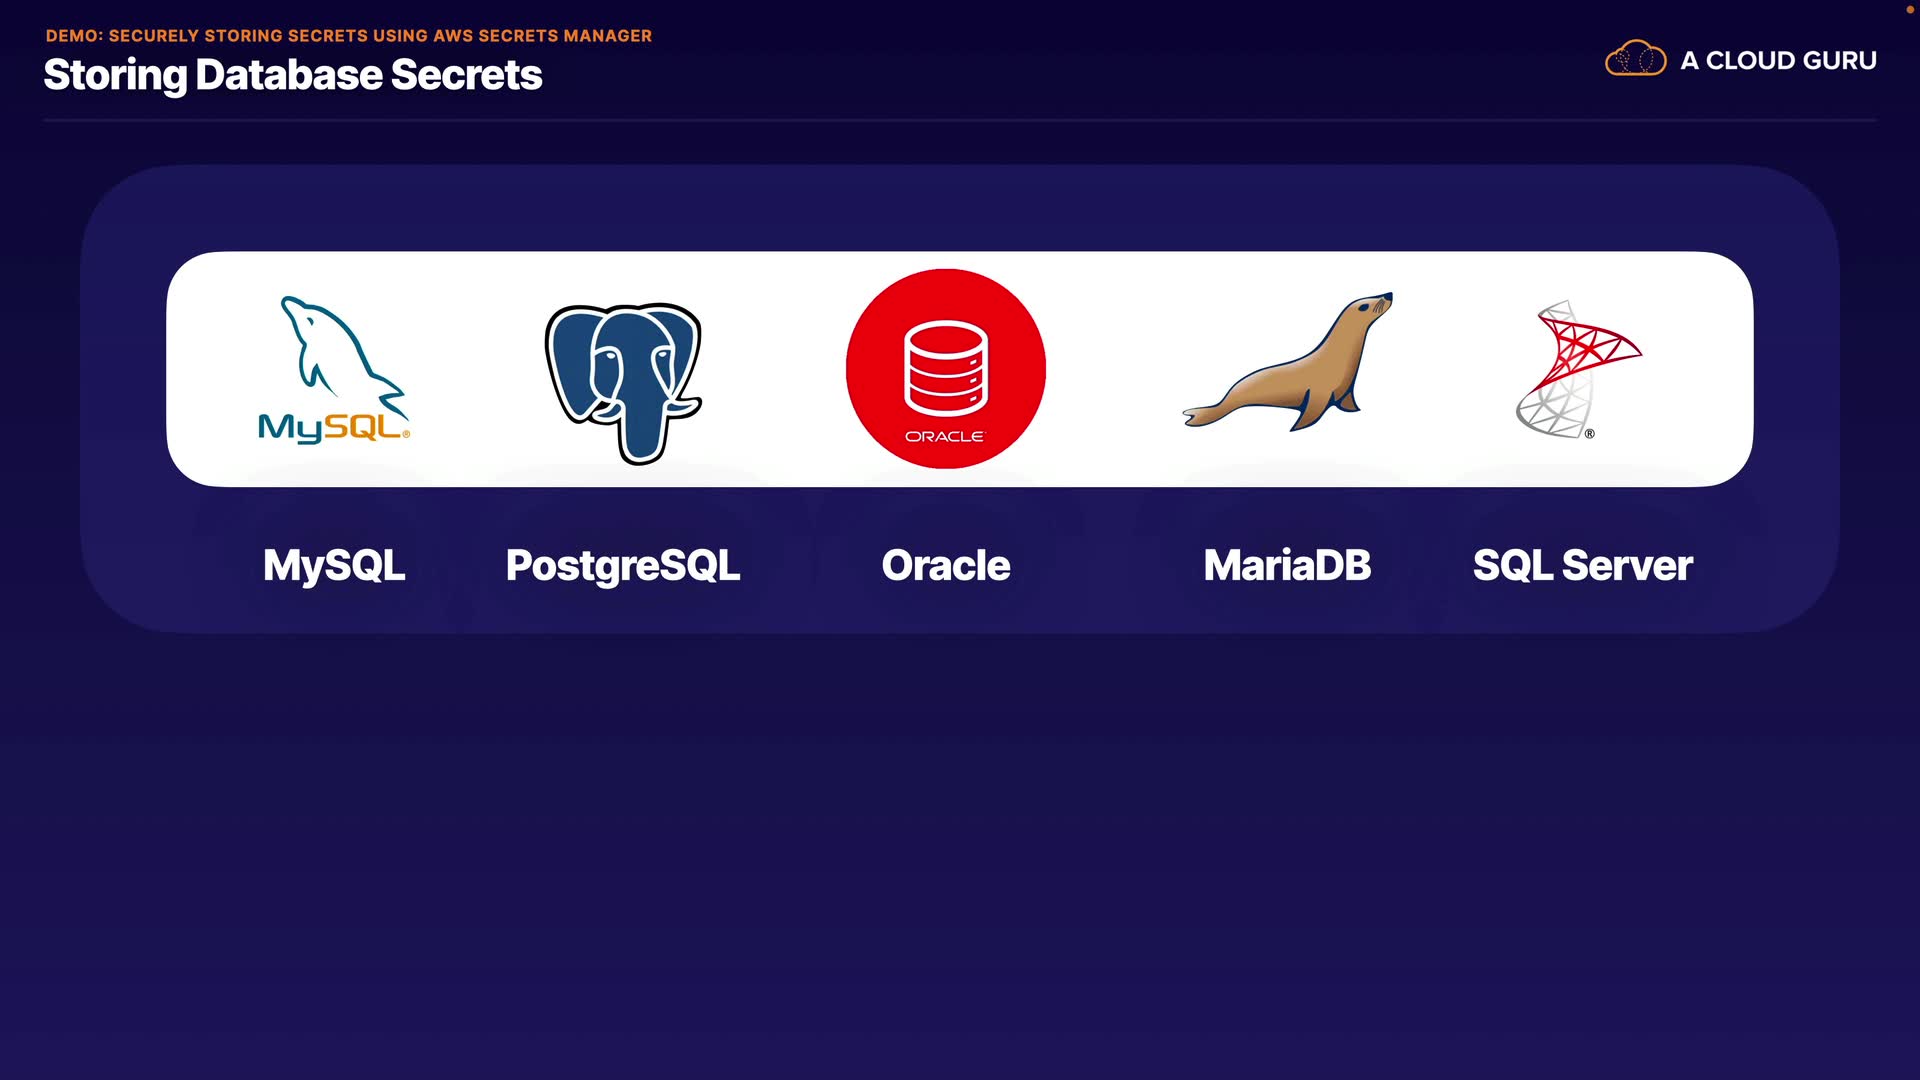 DEMO: SECURELY STORING SECRETS USING AWS SECRETS MANAGER
Storing Database Secrets
A CLOUD GURU
MySQL®
ORACLE
®
MySQL
PostgreSQL
Oracle
MariaDB
SQL Server